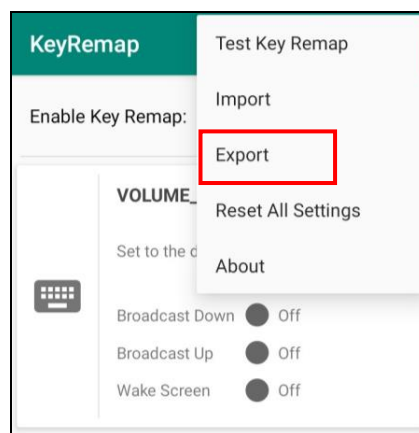 KeyRemap
Test Key Remap
Import
Enable Key Remap:
Export
VOLUME_
Reset All Settings
Set to the
About
Broadcast Down Off
Broadcast Up Off
Wake Screen Off